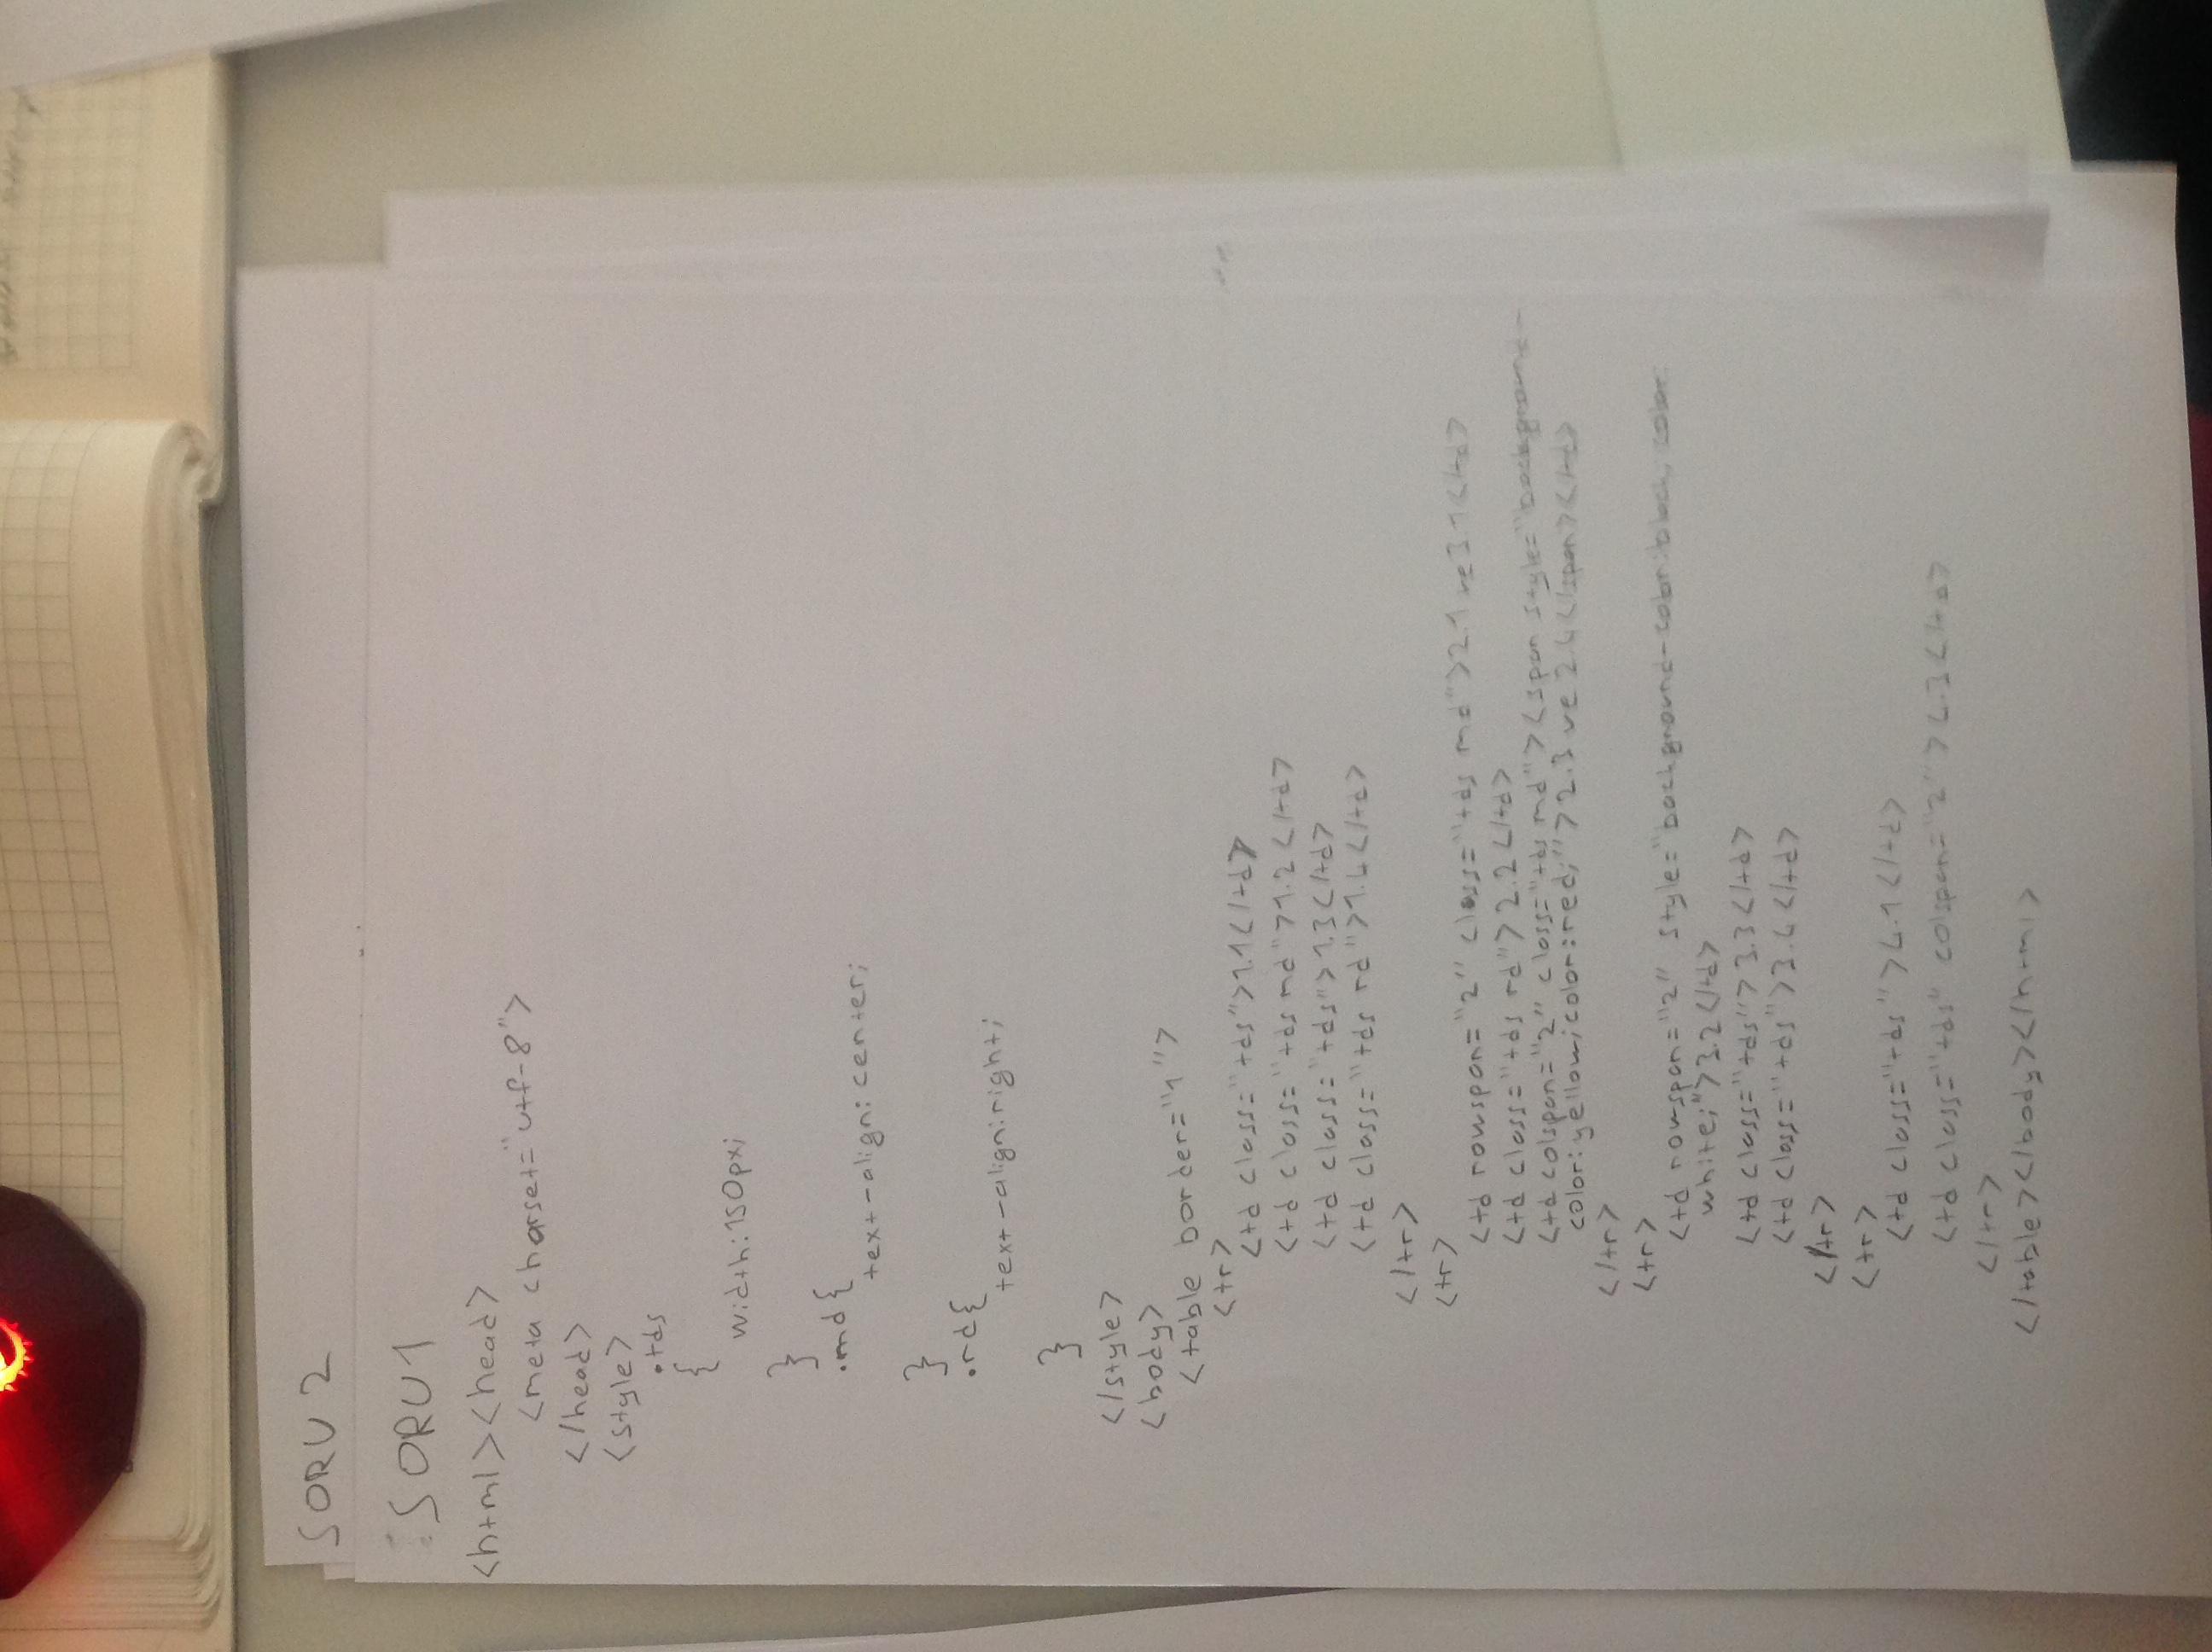 SORU 2
SORU 1
<html><head>
<meta charset="utf-8">
</head>
<style>
.tds
{
width:150px;
}
.md{
text-align: center;
}
.rd{
text-align:right;
}
</style>
<body>
<table border="1">
<tr>
<td class="tds">1.1</td>
<td class="tds md">1.2</td>
<td class="tds">1.3</td>
<td class="tds rd">1.4</td>
</tr>
<tr>
<td rowspan="2" class="tds md">2.1 ve 3.1</td>
<td class="tds rd">2.2</td>
<td colspan="2" class="tds md"><span style="background-
color:yellow;color:red;">2.3 ve 2.4</span></td>
</tr>
<tr>
<td rowspan="2" style="background-color:black; color:
white;">3.2</td>
<td class="tds">3.3</td>
<td class="tds">3.4</td>
</tr>
<tr>
<td class="tds">4.1</td>
<td class="tds" colspan="2">4.3</td>
</tr>
</table></body></html>